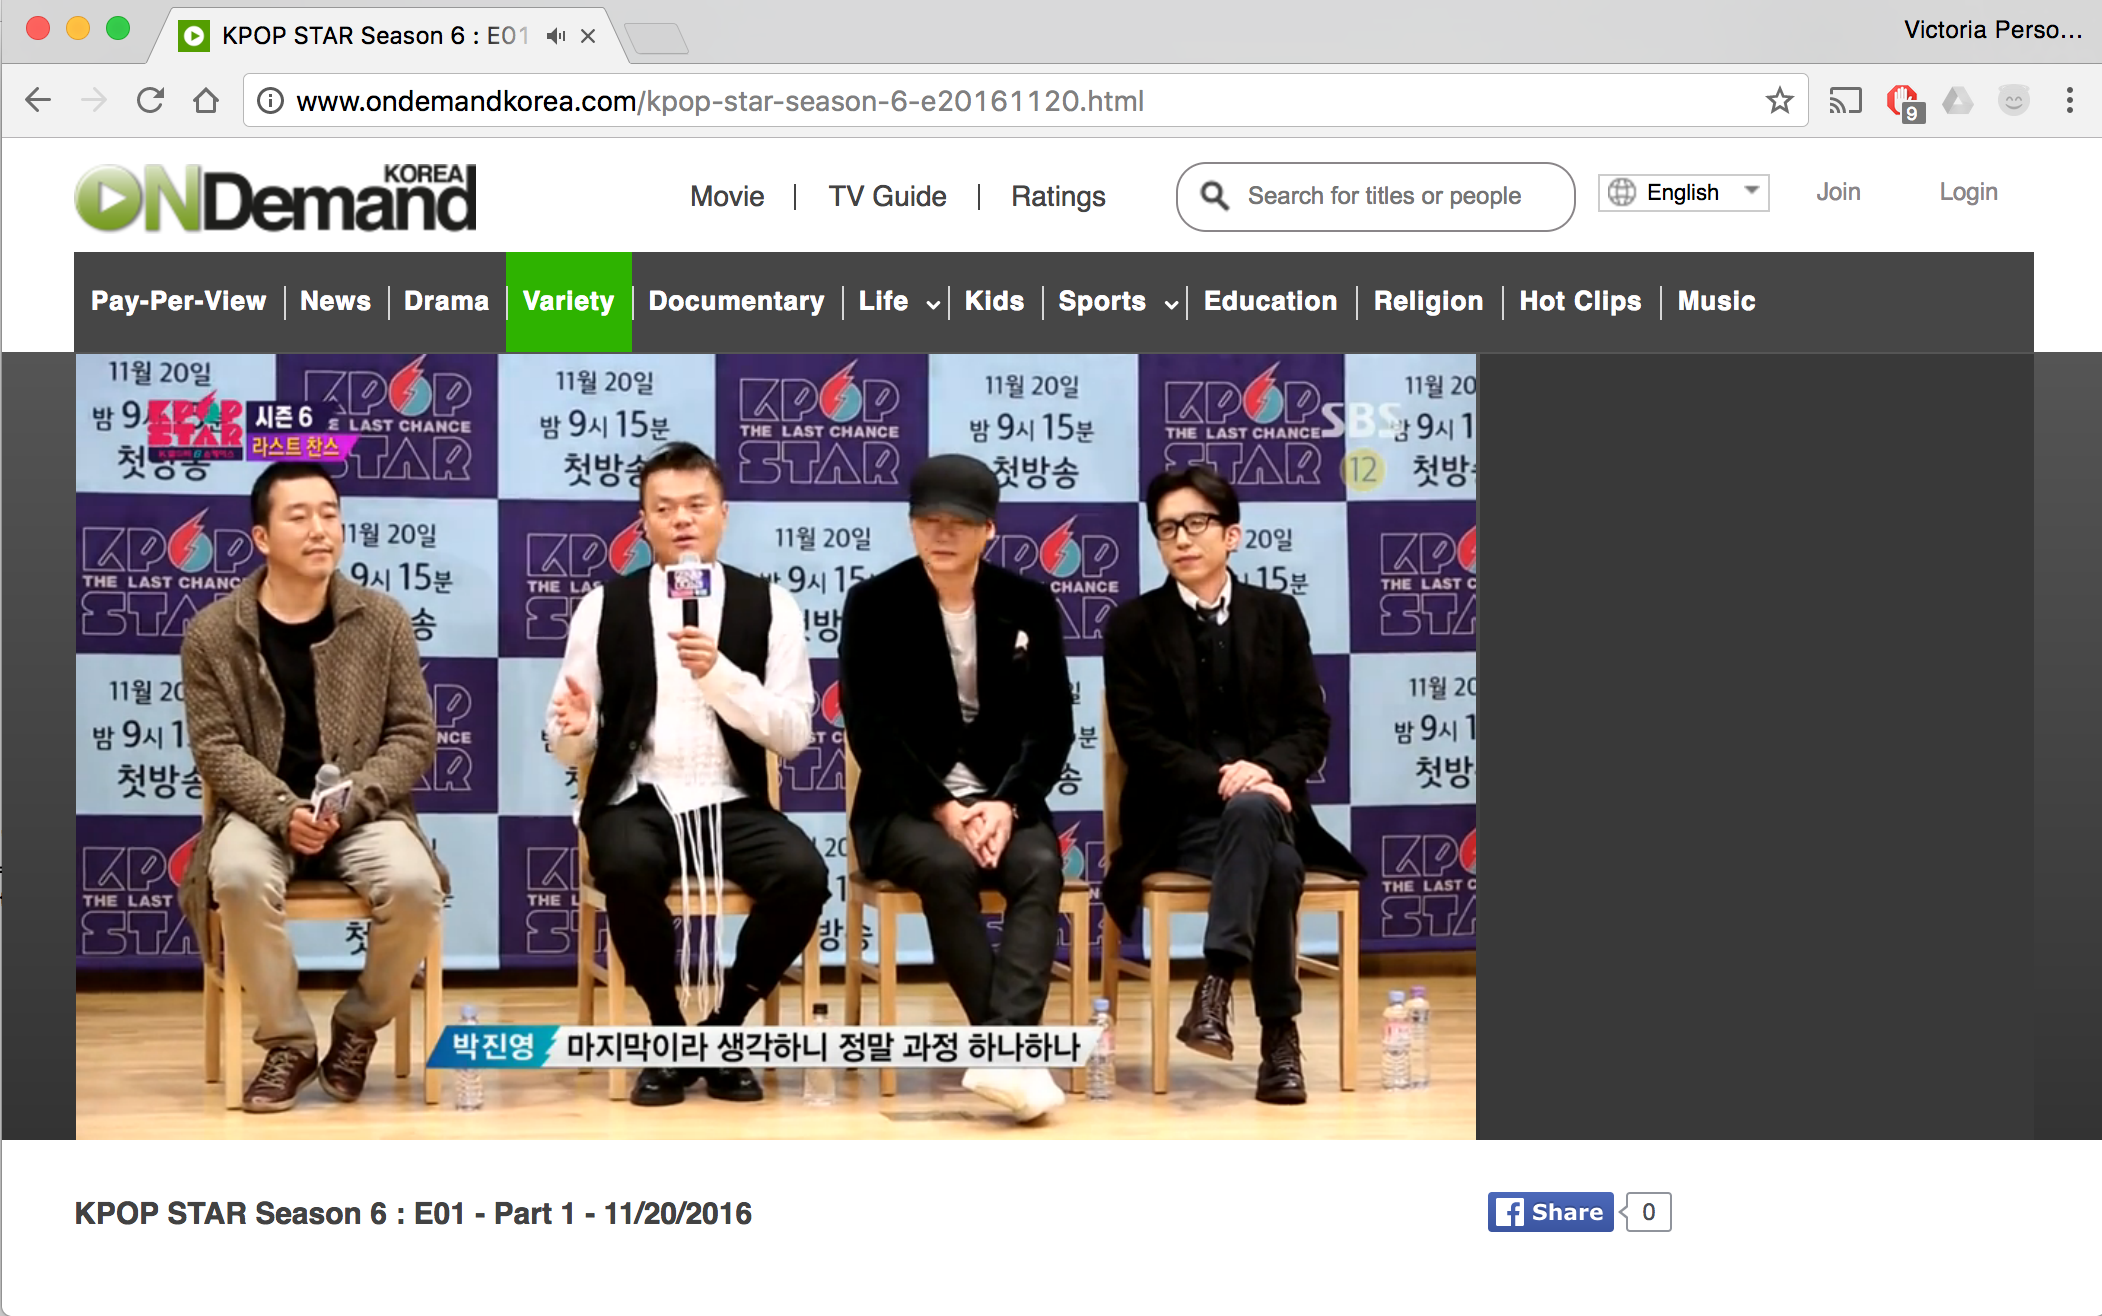 KPOP STAR Season 6 : E01
Victoria Perso...
www.ondemandkorea.com/kpop-star-season-6-e20161120.html
9
ONDemand KOREA
Movie | TV Guide | Ratings
Search for titles or people
English
Join
Login
Pay-Per-View | News | Drama | Variety | Documentary | Life | Kids | Sports | Education | Religion | Hot Clips | Music
11월 20일
밤 9시 15분
첫방송
KPOP STAR
THE LAST CHANCE
KPOP STAR
시즌 6
라스트 찬스
SBS
12
박진영 마지막이라 생각하니 정말 과정 하나하나
KPOP STAR Season 6 : E01 - Part 1 - 11/20/2016
Share
0